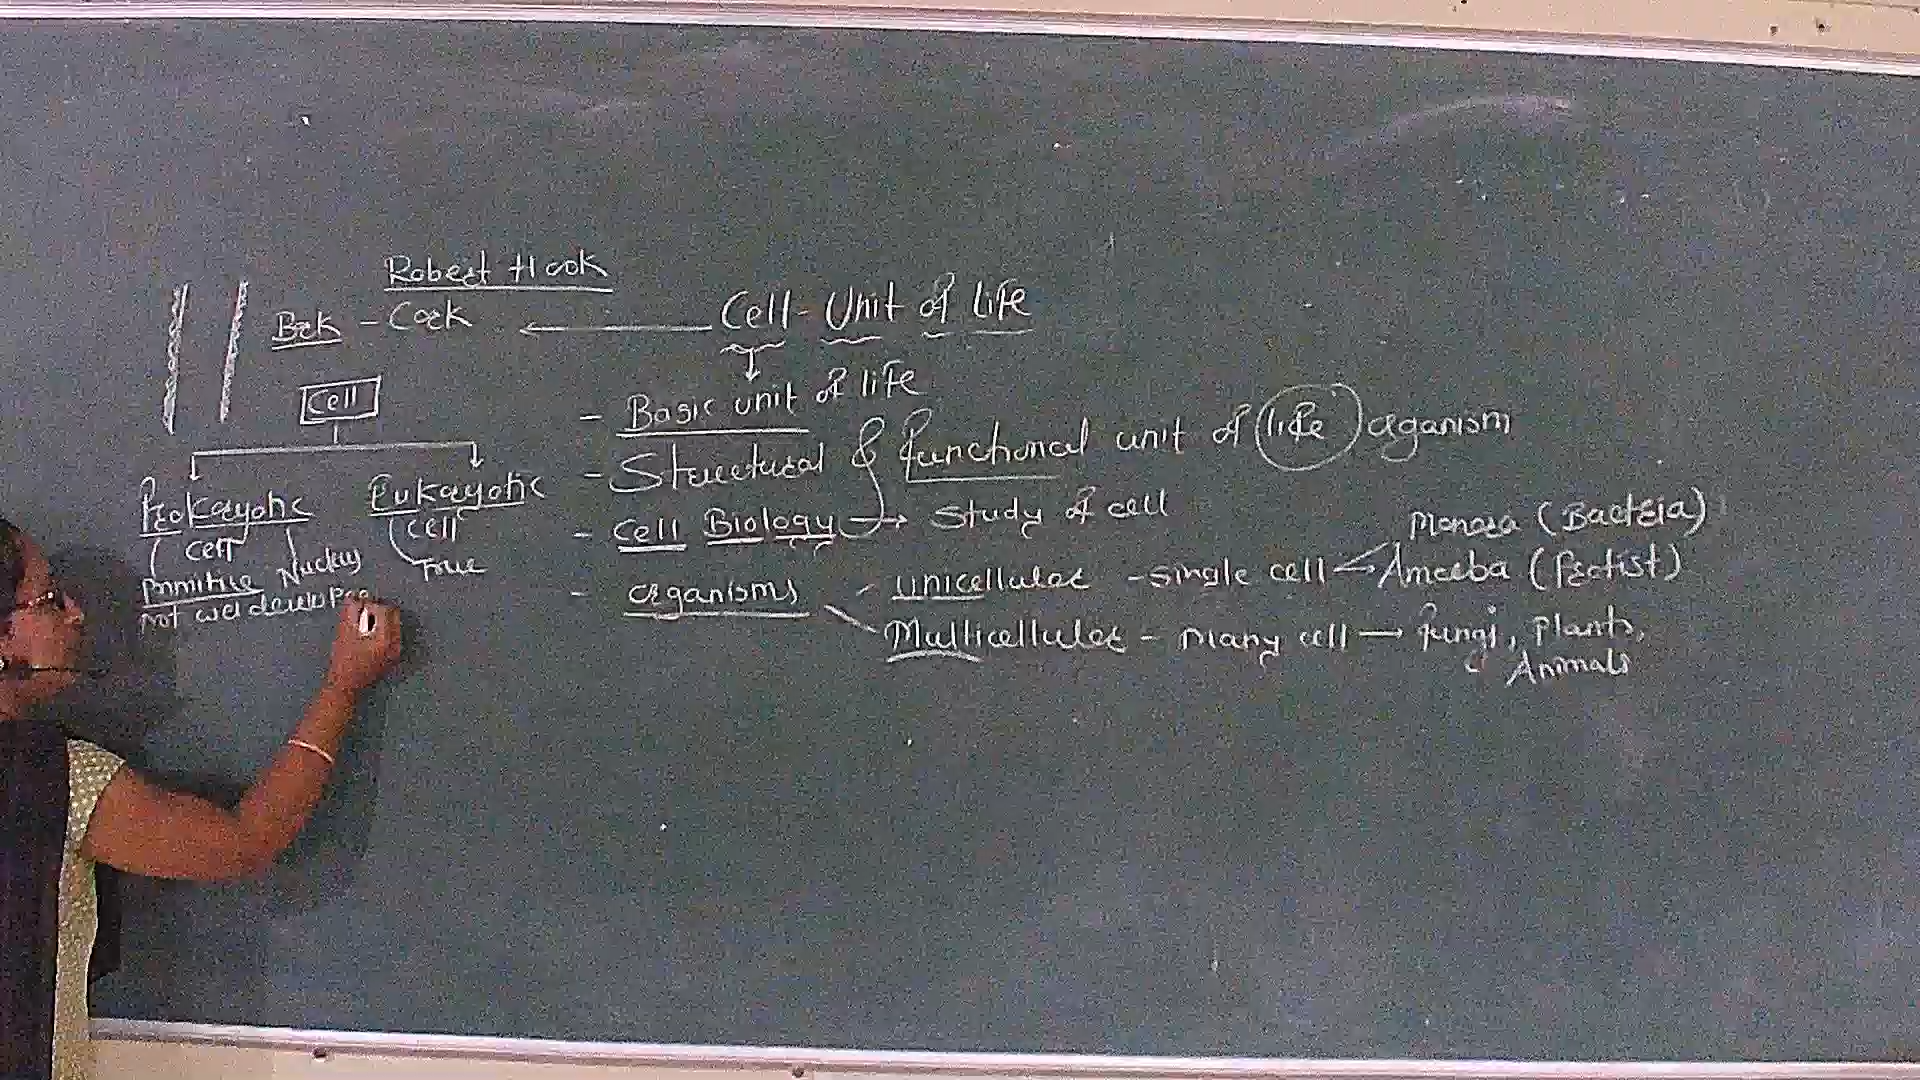 Robert Hook
Bark - Cork
Cell - Unit of life
Cell
- Basic unit of life
- Structural & functional unit of life organism
Prokaryotic Eukaryotic
cell cell
- Cell Biology → Study of cell
Primitive Nucleus True
not well developed
- organisms - unicellular - single cell < Monera (Bacteria)
Amoeba (Protist)
Multicellular - Many cell → fungi, Plants,
Animals